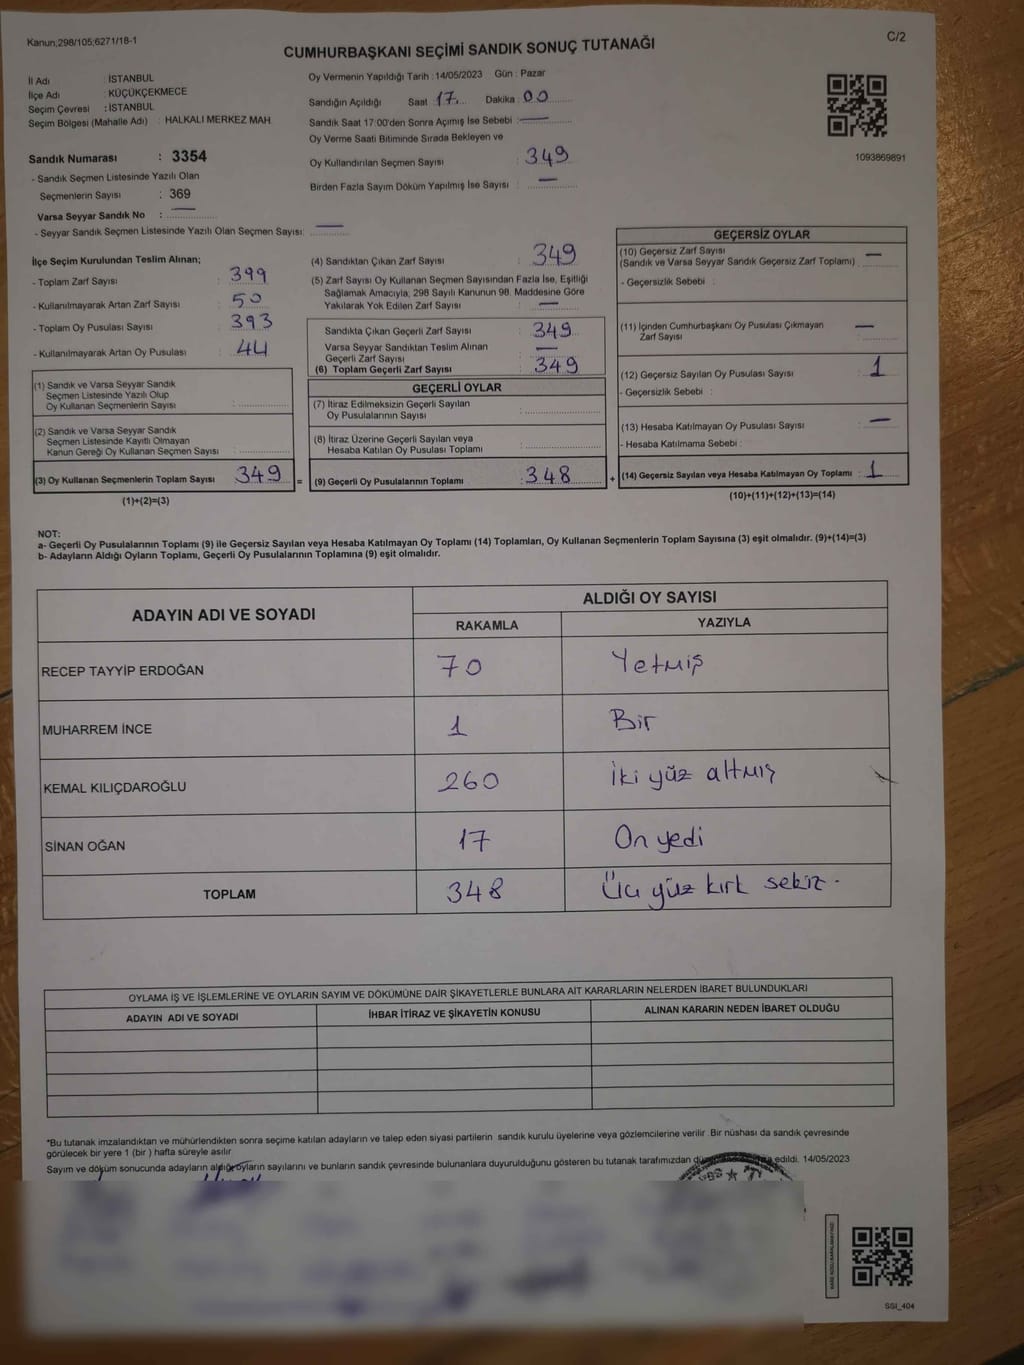 Kanun;298/105;6271/18-1
C/2
CUMHURBAŞKANI SEÇİMİ SANDIK SONUÇ TUTANAĞI
İl Adı : İSTANBUL
İlçe Adı : KÜÇÜKÇEKMECE
Seçim Çevresi : İSTANBUL
Seçim Bölgesi (Mahalle Adı) : HALKALI MERKEZ MAH.
Sandık Numarası : 3354
- Sandık Seçmen Listesinde Yazılı Olan
Seçmenlerin Sayısı : 369
Varsa Seyyar Sandık No : —
- Seyyar Sandık Seçmen Listesinde Yazılı Olan Seçmen Sayısı: —
Oy Vermenin Yapıldığı Tarih : 14/05/2023 Gün : Pazar
Sandığın Açıldığı Saat : 17 Dakika : 00
Sandık Saat 17:00'den Sonra Açımış İse Sebebi : —
Oy Verme Saati Bitiminde Sırada Bekleyen ve
Oy Kullandırılan Seçmen Sayısı : 349
Birden Fazla Sayım Döküm Yapılmış İse Sayısı : —
1093869891
İlçe Seçim Kurulundan Teslim Alınan;
- Toplam Zarf Sayısı : 399
- Kullanılmayarak Artan Zarf Sayısı : 50
- Toplam Oy Pusulası Sayısı : 393
- Kullanılmayarak Artan Oy Pusulası : 44
(1) Sandık ve Varsa Seyyar Sandık
Seçmen Listesinde Yazılı Olup
Oy Kullanan Seçmenlerin Sayısı :
(2) Sandık ve Varsa Seyyar Sandık
Seçmen Listesinde Kayıtlı Olmayan
Kanun Gereği Oy Kullanan Seçmen Sayısı :
(3) Oy Kullanan Seçmenlerin Toplam Sayısı : 349 =
(1)+(2)=(3)
(4) Sandıktan Çıkan Zarf Sayısı : 349
(5) Zarf Sayısı Oy Kullanan Seçmen Sayısından Fazla İse, Eşitliği
Sağlamak Amacıyla, 298 Sayılı Kanunun 98. Maddesine Göre
Yakılarak Yok Edilen Zarf Sayısı : —
Sandıkta Çıkan Geçerli Zarf Sayısı : 349
Varsa Seyyar Sandıktan Teslim Alınan
Geçerli Zarf Sayısı : —
(6) Toplam Geçerli Zarf Sayısı : 349
GEÇERLİ OYLAR
(7) İtiraz Edilmeksizin Geçerli Sayılan
Oy Pusulalarının Sayısı :
(8) İtiraz Üzerine Geçerli Sayılan veya
Hesaba Katılan Oy Pusulası Toplamı :
(9) Geçerli Oy Pusulalarının Toplamı : 348 +
GEÇERSİZ OYLAR
(10) Geçersiz Zarf Sayısı
(Sandık ve Varsa Seyyar Sandık Geçersiz Zarf Toplamı) : —
- Geçersizlik Sebebi :
(11) İçinden Cumhurbaşkanı Oy Pusulası Çıkmayan
Zarf Sayısı : —
(12) Geçersiz Sayılan Oy Pusulası Sayısı : 1
- Geçersizlik Sebebi :
(13) Hesaba Katılmayan Oy Pusulası Sayısı : —
- Hesaba Katılmama Sebebi :
(14) Geçersiz Sayılan veya Hesaba Katılmayan Oy Toplamı : 1
(10)+(11)+(12)+(13)=(14)
NOT:
a- Geçerli Oy Pusulalarının Toplamı (9) ile Geçersiz Sayılan veya Hesaba Katılmayan Oy Toplamı (14) Toplamları, Oy Kullanan Seçmenlerin Toplam Sayısına (3) eşit olmalıdır. (9)+(14)=(3)
b- Adayların Aldığı Oyların Toplamı, Geçerli Oy Pusulalarının Toplamına (9) eşit olmalıdır.
ADAYIN ADI VE SOYADI
ALDIĞI OY SAYISI
RAKAMLA YAZIYLA
RECEP TAYYİP ERDOĞAN 70 Yetmiş
MUHARREM İNCE 1 Bir
KEMAL KILIÇDAROĞLU 260 iki yüz altmış
SİNAN OĞAN 17 On yedi
TOPLAM 348 Üç yüz kırk sekiz -
OYLAMA İŞ VE İŞLEMLERİNE VE OYLARIN SAYIM VE DÖKÜMÜNE DAİR ŞİKAYETLERLE BUNLARA AİT KARARLARIN NELERDEN İBARET BULUNDUKLARI
ADAYIN ADI VE SOYADI İHBAR İTİRAZ VE ŞİKAYETİN KONUSU ALINAN KARARIN NEDEN İBARET OLDUĞU
*Bu tutanak imzalandıktan ve mühürlendikten sonra seçime katılan adayların ve talep eden siyasi partilerin sandık kurulu üyelerine veya gözlemcilerine verilir. Bir nüshası da sandık çevresinde
görülecek bir yere 1 (bir ) hafta süreyle asılır.
Sayım ve döküm sonucunda adayların aldığı oyların sayılarını ve bunların sandık çevresinde bulunanlara duyurulduğunu gösteren bu tutanak tarafımızdan edildi. 14/05/2023
SSI_404